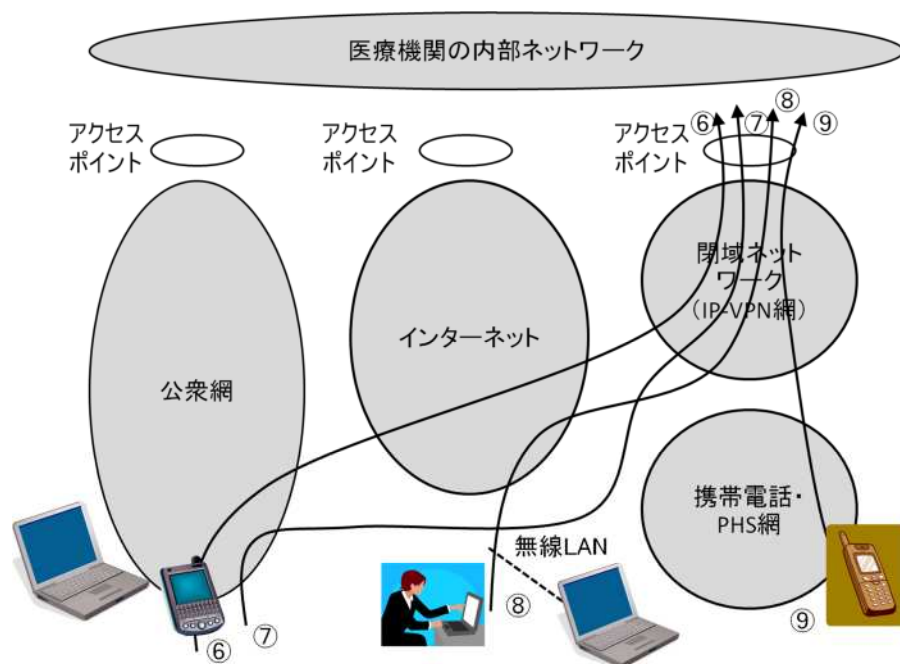 医療機関の内部ネットワーク
⑧
⑥
⑦
⑨
アクセス
ポイント
アクセス
ポイント
アクセス
ポイント
閉域ネット
ワーク
（IP-VPN網）
インターネット
公衆網
携帯電話・
PHS網
無線LAN
⑧
⑨
⑥
⑦